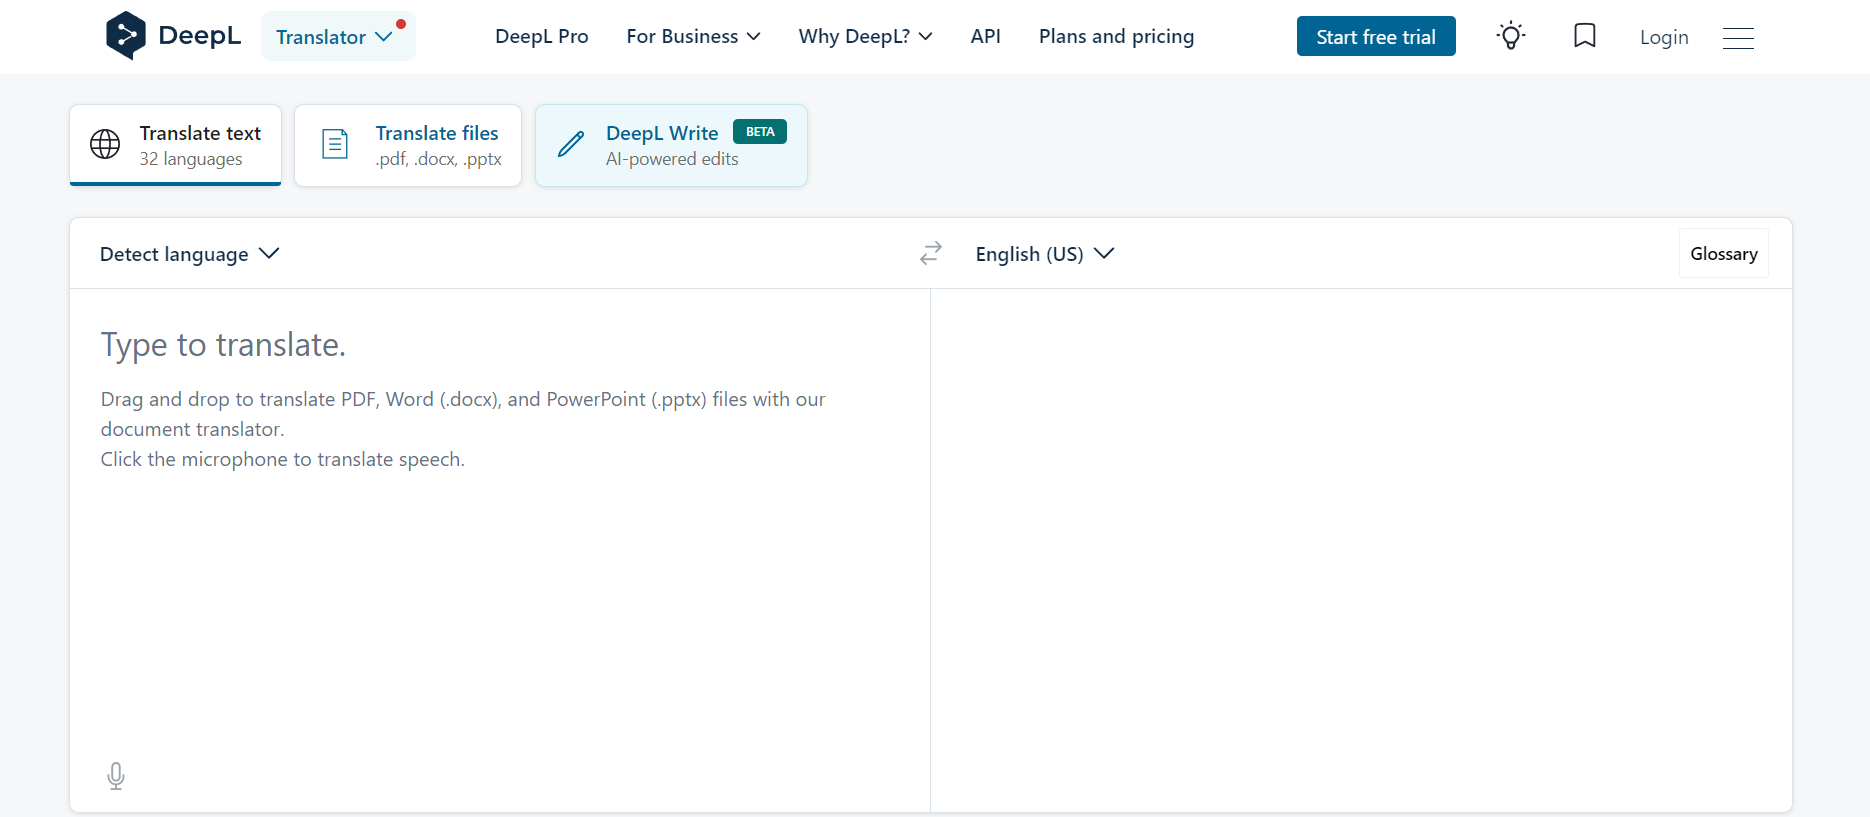 DeepL
Translator
DeepL Pro
For Business
Why DeepL?
API
Plans and pricing
Start free trial
Login
Translate text
32 languages
Translate files
.pdf, .docx, .pptx
DeepL Write BETA
AI-powered edits
Detect language
English (US)
Glossary
Type to translate.
Drag and drop to translate PDF, Word (.docx), and PowerPoint (.pptx) files with our
document translator.
Click the microphone to translate speech.